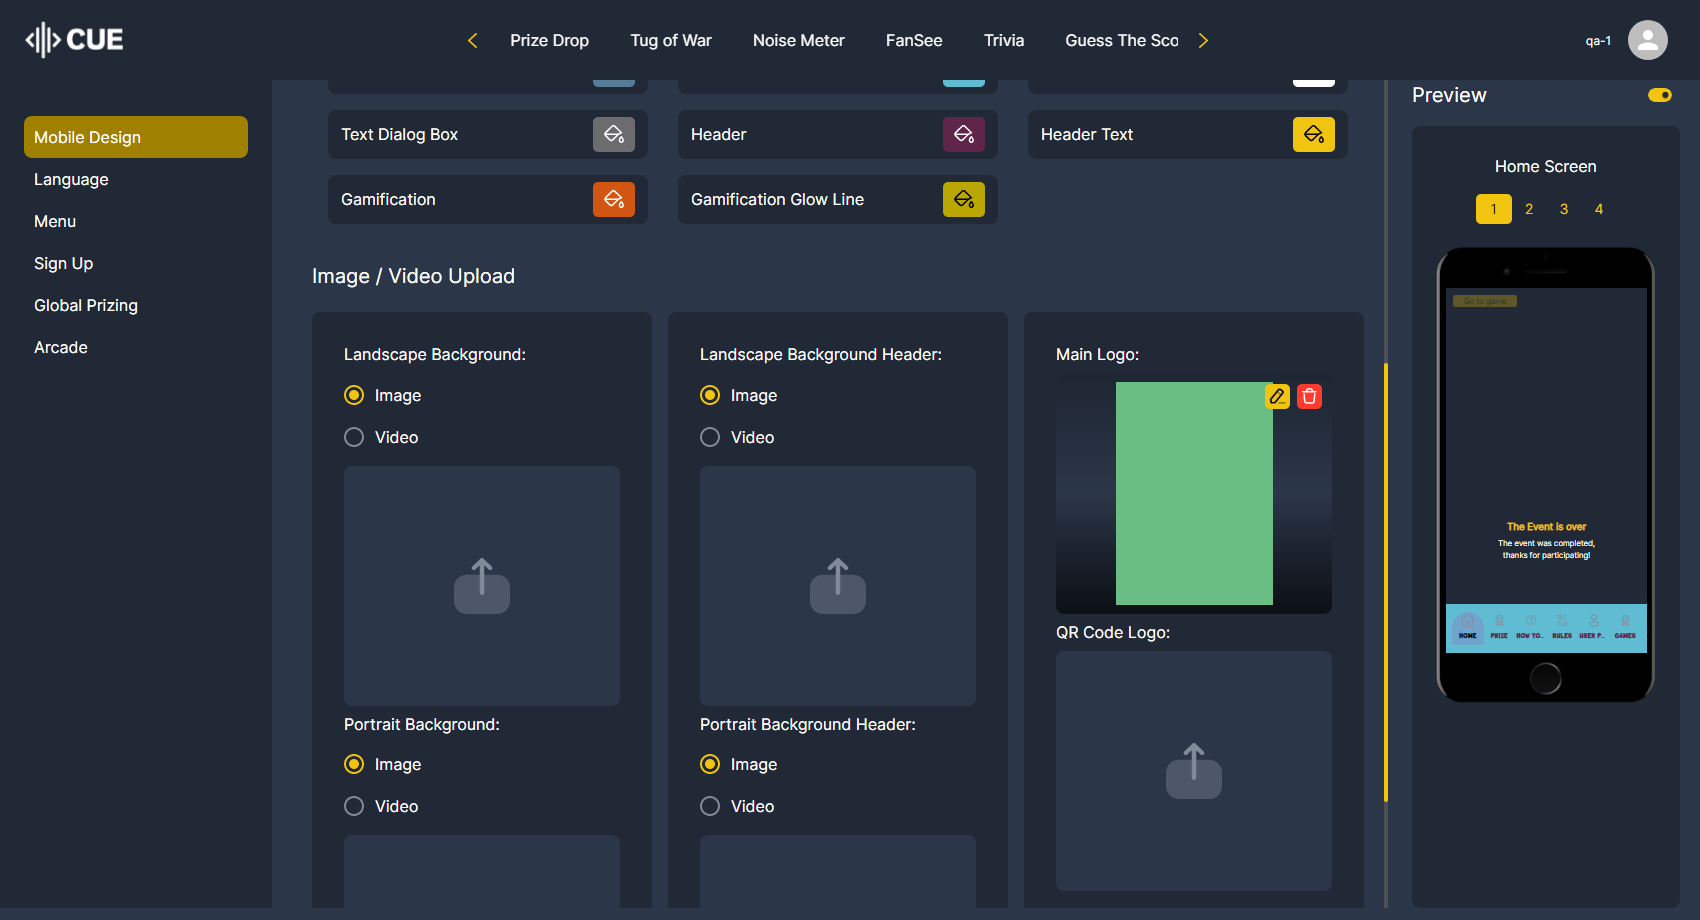 CUE
Prize Drop
Tug of War
Noise Meter
FanSee
Trivia
Guess The Sco
qa-1
Mobile Design
Language
Menu
Sign Up
Global Prizing
Arcade
Text Dialog Box
Header
Header Text
Gamification
Gamification Glow Line
Image / Video Upload
Landscape Background:
Image
Video
Portrait Background:
Image
Video
Landscape Background Header:
Image
Video
Portrait Background Header:
Image
Video
Main Logo:
QR Code Logo:
Preview
Home Screen
1 2 3 4
Go to game
The Event is over
The event was completed,
thanks for participating!
HOME PRIZE HOW TO.. RULES USER P.. GAMES